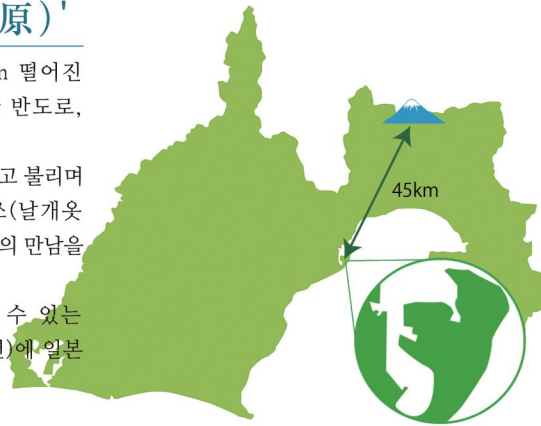 原)'
떨어진
반도로,
고 불리며
(날개옷
의 만남을
수 있는
에 일본
45km